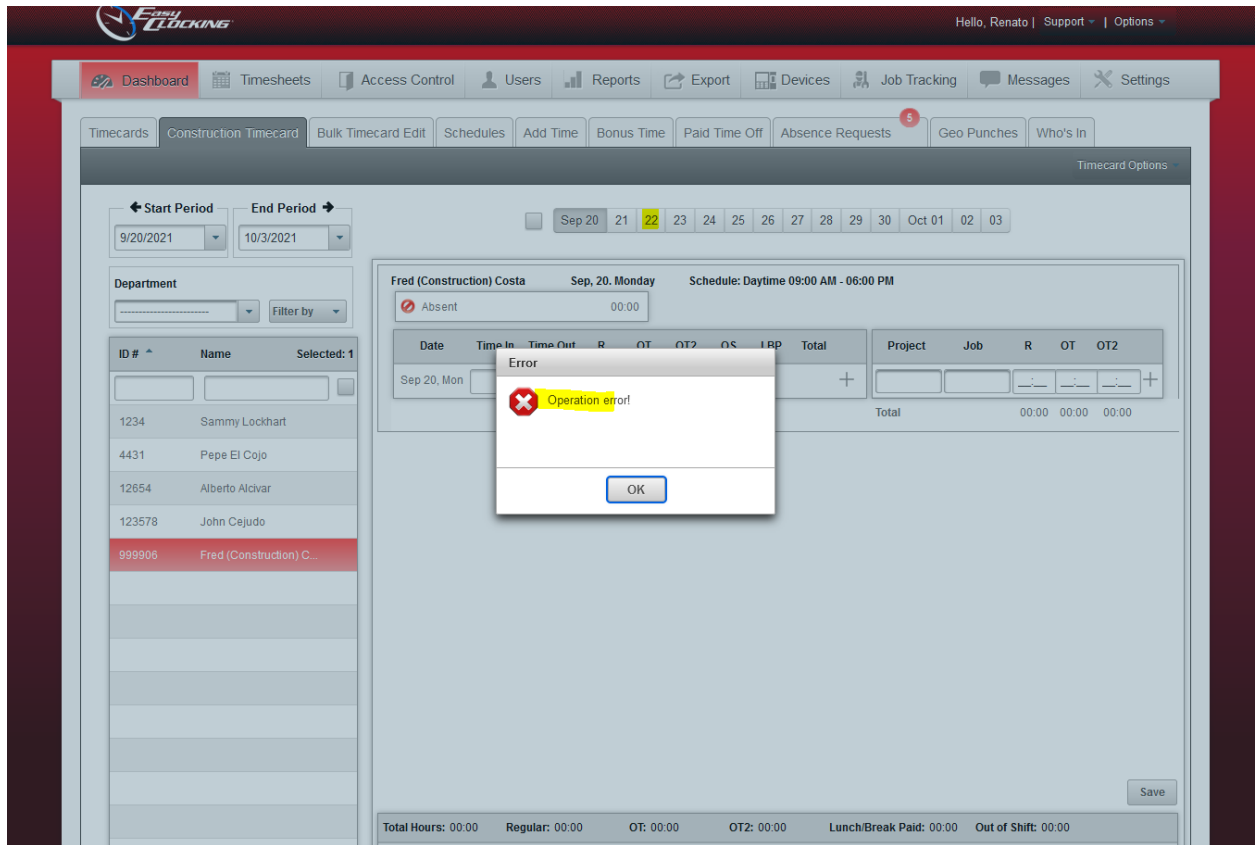 Easy Clocking
Hello, Renato | Support | Options
Dashboard Timesheets Access Control Users Reports Export Devices Job Tracking Messages Settings
Timecards Construction Timecard Bulk Timecard Edit Schedules Add Time Bonus Time Paid Time Off Absence Requests 5 Geo Punches Who's In
Timecard Options
Start Period End Period
9/20/2021 10/3/2021
Sep 20 21 22 23 24 25 26 27 28 29 30 Oct 01 02 03
Department
------------------------ Filter by
Fred (Construction) Costa Sep, 20. Monday Schedule: Daytime 09:00 AM - 06:00 PM
Absent 00:00
ID # Name Selected: 1
Date Time In Time Out R OT OT2 OS LBP Total Project Job R OT OT2
Sep 20, Mon + __:__ __:__ __:__ +
Total 00:00 00:00 00:00
Error
Operation error!
OK
1234 Sammy Lockhart
4431 Pepe El Cojo
12654 Alberto Alcivar
123578 John Cejudo
999906 Fred (Construction) C...
Save
Total Hours: 00:00 Regular: 00:00 OT: 00:00 OT2: 00:00 Lunch/Break Paid: 00:00 Out of Shift: 00:00